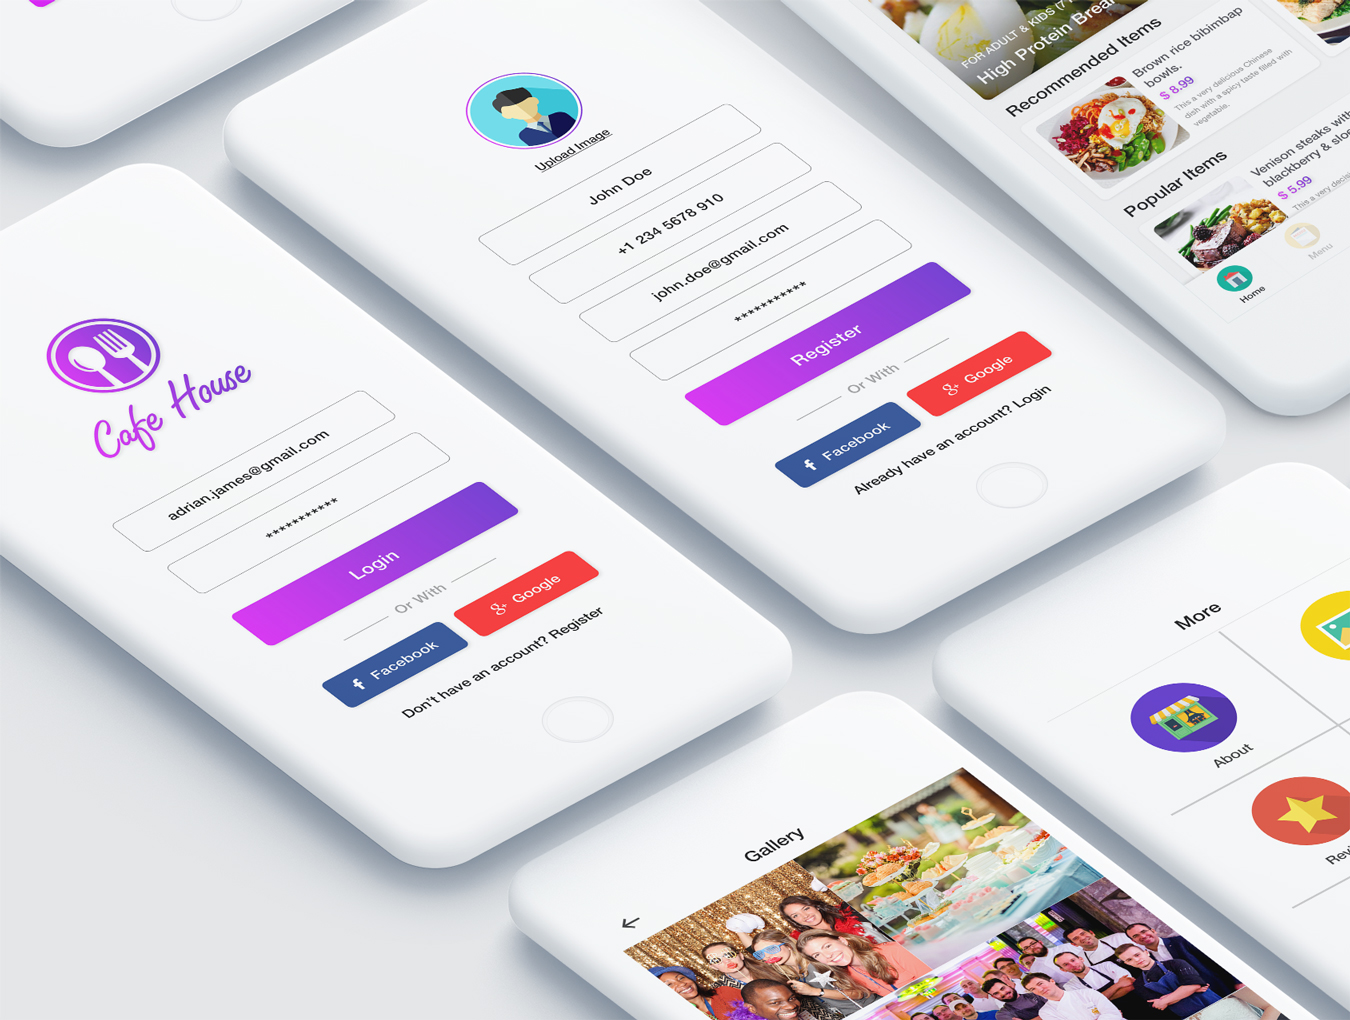 Cafe House
adrian.james@gmail.com
***********
Login
Or With
Facebook
g+ Google
Don't have an account? Register
Upload Image
John Doe
+1 234 5678 910
john.doe@gmail.com
***********
Register
Or With
Facebook
g+ Google
Already have an account? Login
FOR ADULT & KIDS (7
High Protein Brea
Recommended Items
Brown rice bibimbap
bowls.
$ 8.99
This a very delicious Chinese
dish with a spicy taste filled with
vegetable.
Popular Items
Venison steaks with
blackberry & sloe
$ 5.99
This a very
Home
Menu
Gallery
More
About